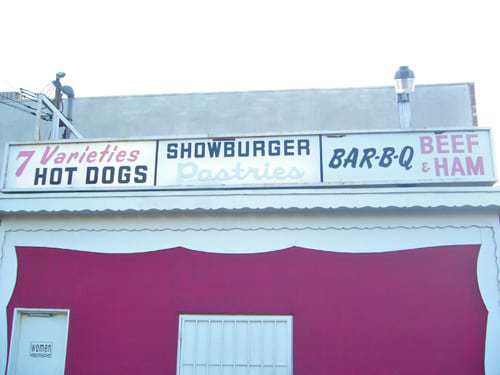 7 Varieties
HOT DOGS
SHOWBURGER
Pastries
BAR-B-Q
BEEF
& HAM
women